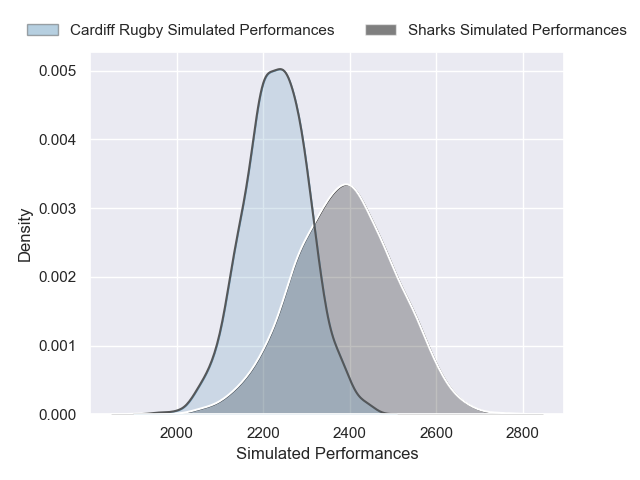 Cardiff Rugby Simulated Performances
Sharks Simulated Performances
0.005
0.004
0.003
0.002
0.001
0.000
Density
2000
2200
2400
2600
2800
Simulated Performances